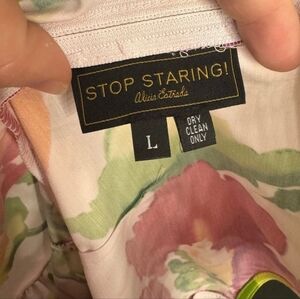 STOP STARING!
Alicia Estrada
L
DRY
CLEAN
ONLY